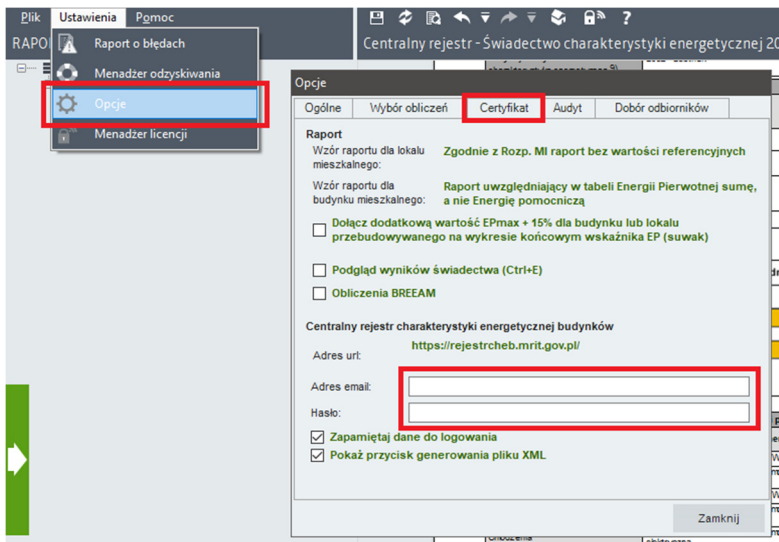 Plik Ustawienia Pomoc
?
RAPO
Centralny rejestr - Świadectwo charakterystyki energetycznej 20
Raport o błędach
Menadżer odzyskiwania
Opcje
Menadżer licencji
Opcje
Ogólne Wybór obliczeń Certyfikat Audyt Dobór odbiorników
Raport
Wzór raportu dla lokalu
mieszkalnego:
Zgodnie z Rozp. MI raport bez wartości referencyjnych
Wzór raportu dla
budynku mieszkalnego:
Raport uwzględniający w tabeli Energii Pierwotnej sumę,
a nie Energię pomocniczą
Dołącz dodatkową wartość EPmax + 15% dla budynku lub lokalu
przebudowywanego na wykresie końcowym wskaźnika EP (suwak)
Podgląd wyników świadectwa (Ctrl+E)
Obliczenia BREEAM
Centralny rejestr charakterystyki energetycznej budynków
Adres url:
https://rejestrcheb.mrit.gov.pl/
Adres email:
Hasło:
Zapamiętaj dane do logowania
Pokaż przycisk generowania pliku XML
Zamknij